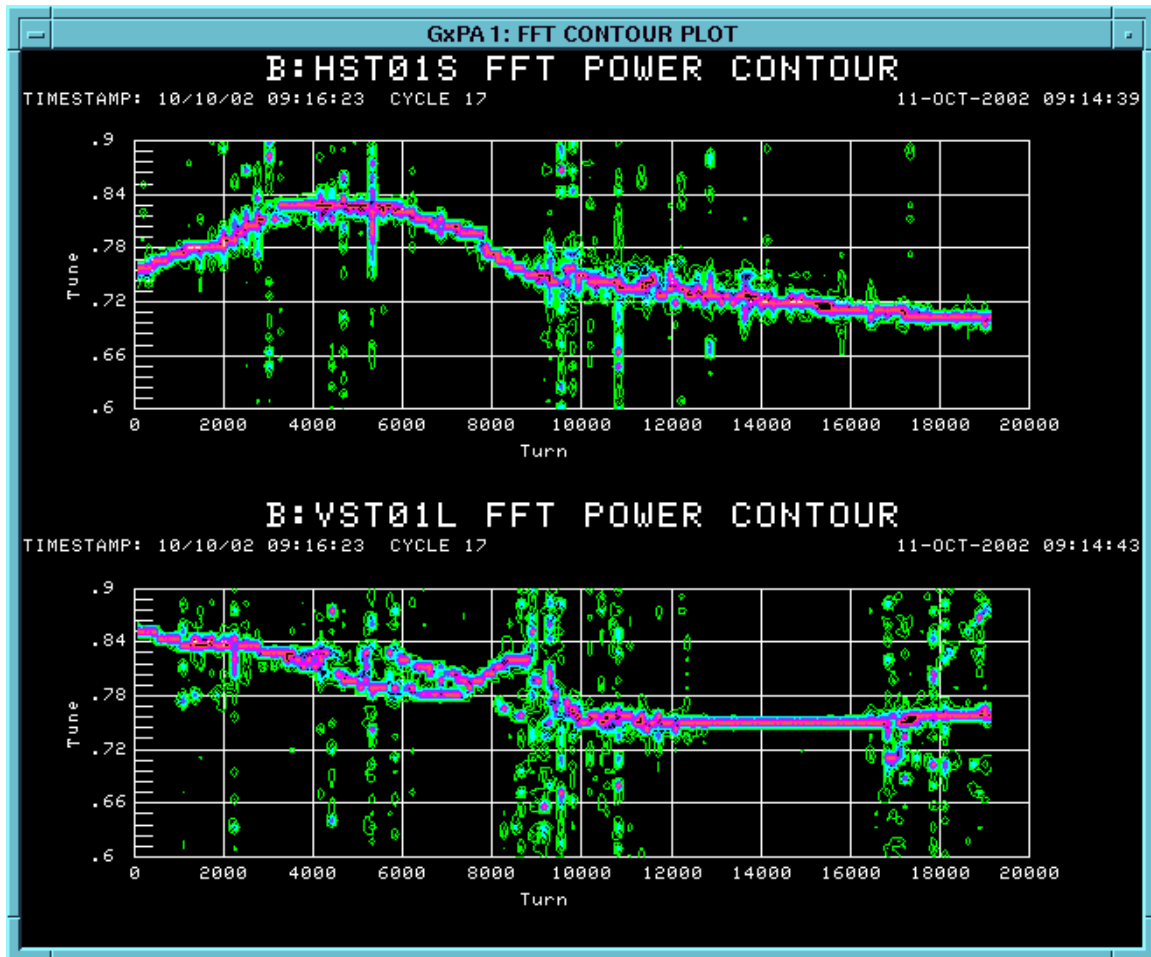 GxPA 1: FFT CONTOUR PLOT
B:HST01S FFT POWER CONTOUR
TIMESTAMP: 10/10/02 09:16:23 CYCLE 17 11-OCT-2002 09:14:39
.9
.84
.78
.72
.66
.6
Tune
0 2000 4000 6000 8000 10000 12000 14000 16000 18000 20000
Turn
B:VST01L FFT POWER CONTOUR
TIMESTAMP: 10/10/02 09:16:23 CYCLE 17 11-OCT-2002 09:14:43
.9
.84
.78
.72
.66
.6
Tune
0 2000 4000 6000 8000 10000 12000 14000 16000 18000 20000
Turn